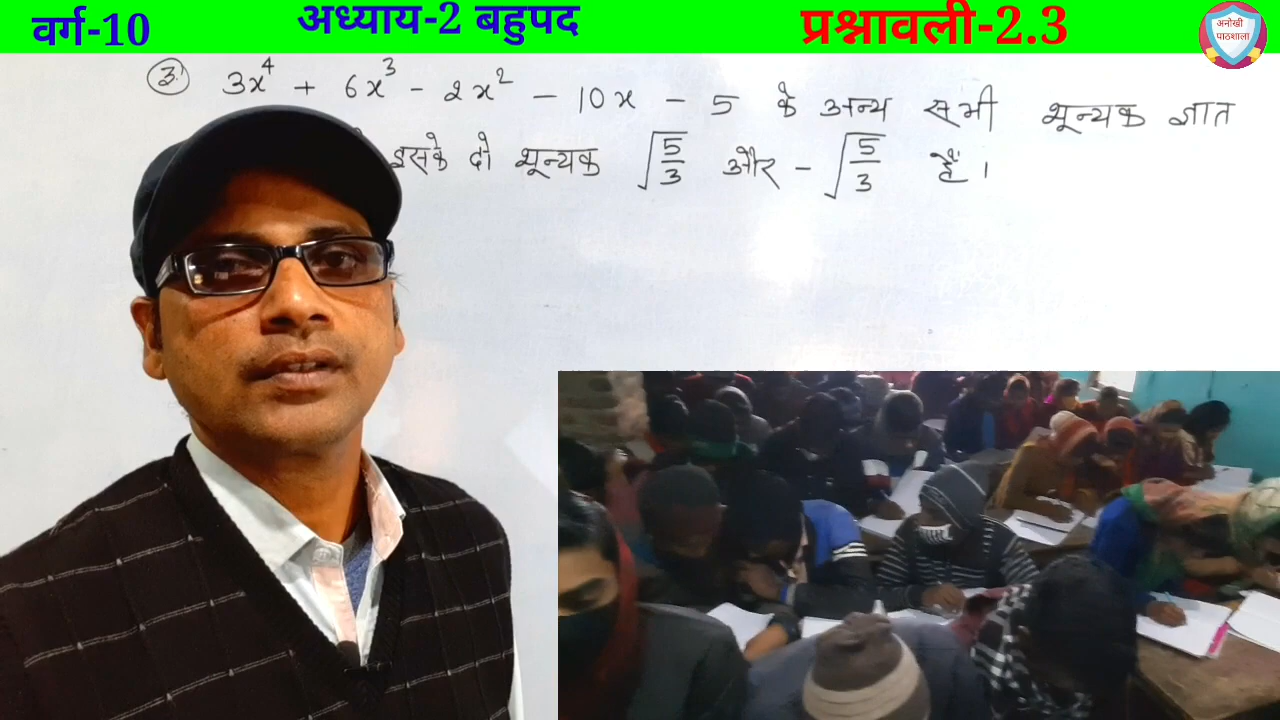 वर्ग-10
अध्याय-2 बहुपद
प्रश्नावली-2.3
अनोखी
पाठशाला
3. 3x⁴ + 6x³ - 2x² - 10x - 5 के अन्य सभी शून्यक ज्ञात
इसके दो शून्यक √5/3 और - √5/3 हैं।